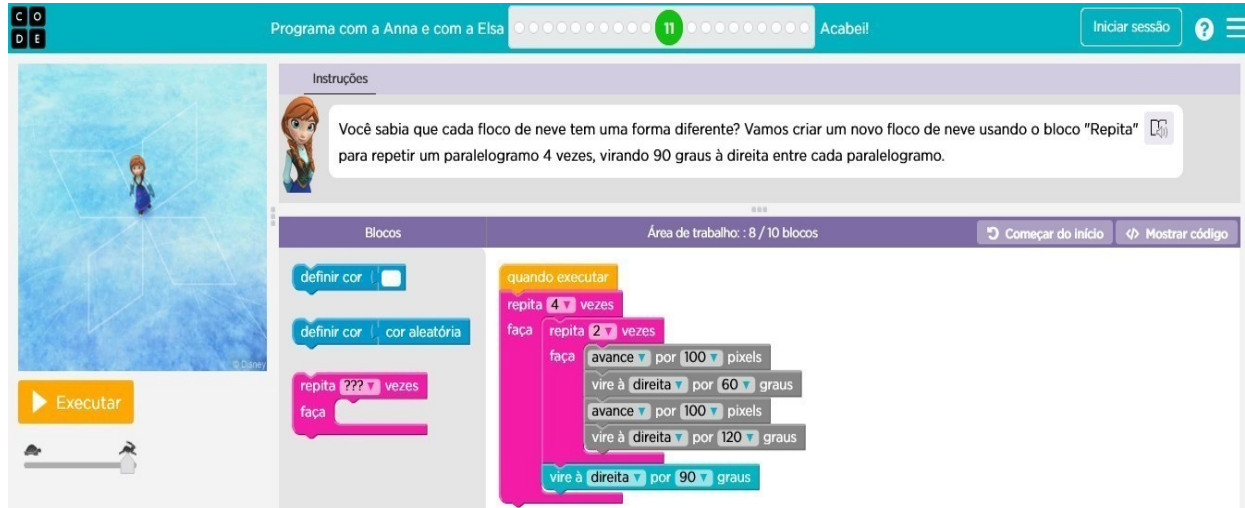 C O
D E
Programa com a Anna e com a Elsa
11
Acabei!
Iniciar sessão
?
Instruções
Você sabia que cada floco de neve tem uma forma diferente? Vamos criar um novo floco de neve usando o bloco "Repita"
para repetir um paralelogramo 4 vezes, virando 90 graus à direita entre cada paralelogramo.
© Disney
Executar
Blocos
Área de trabalho: : 8 / 10 blocos
Começar do início
</> Mostrar código
definir cor
definir cor cor aleatória
repita ??? vezes
faça
quando executar
repita 4 vezes
faça repita 2 vezes
faça avance por 100 pixels
vire à direita por 60 graus
avance por 100 pixels
vire à direita por 120 graus
vire à direita por 90 graus